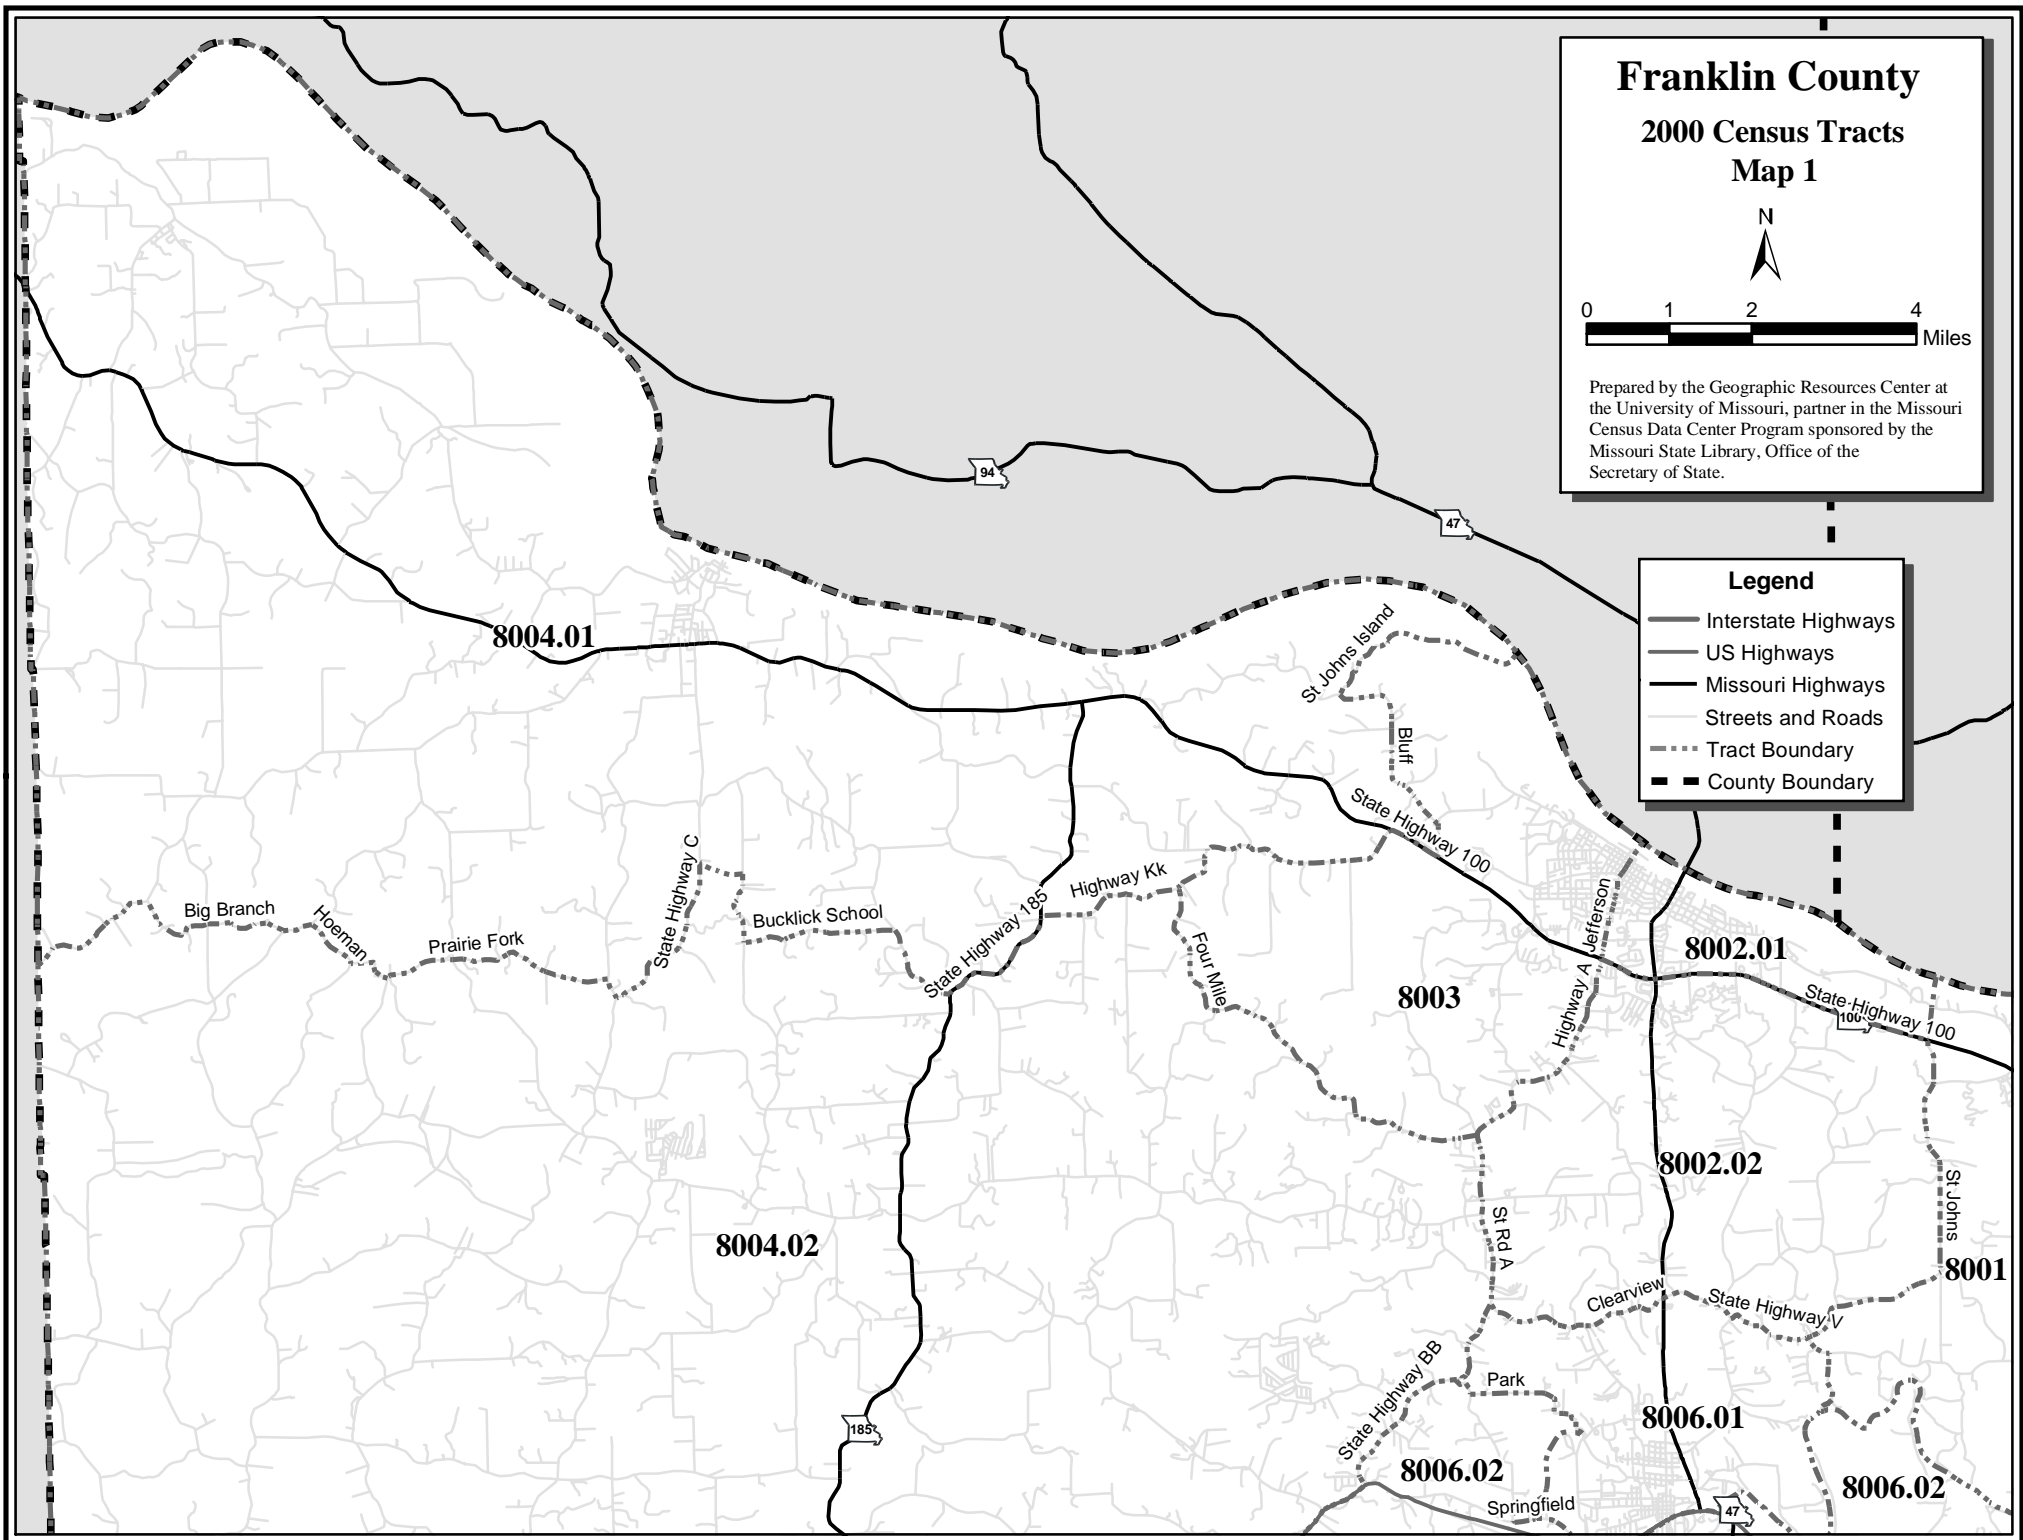 Franklin County
2000 Census Tracts
Map 1
N
0 1 2 4
Miles
Prepared by the Geographic Resources Center at
the University of Missouri, partner in the Missouri
Census Data Center Program sponsored by the
Missouri State Library, Office of the
Secretary of State.
94
47
Legend
Interstate Highways
US Highways
Missouri Highways
Streets and Roads
Tract Boundary
County Boundary
8004.01
St Johns Island
Bluff
State Highway 100
State Highway C
Highway Kk
Big Branch
Hoeman
Prairie Fork
Bucklick School
State Highway 185
Four Mile
Jefferson
Highway A
8002.01
8003
State Highway 100
100
8002.02
St Johns
St Rd A
8004.02
8001
Clearview
State Highway V
State Highway BB
Park
185
8006.01
8006.02
8006.02
Springfield
47